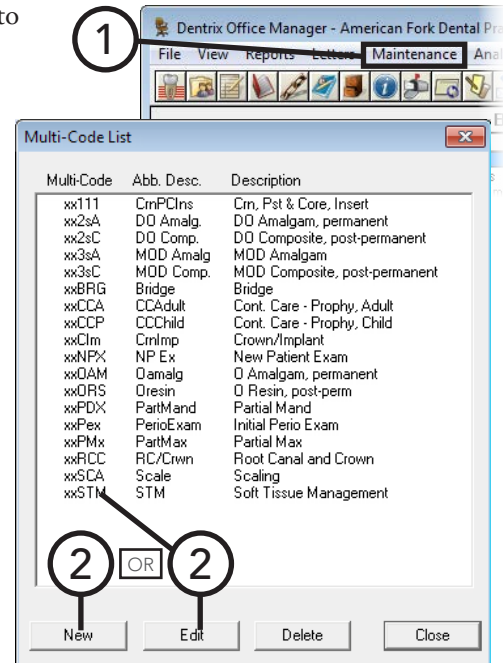 to
1
Dentrix Office Manager - American Fork Dental Pra
File View Reports Letters Maintenance Anal
Multi-Code List
Multi-Code Abb. Desc. Description
xx111 CrnPCIns Crn, Pst & Core, Insert
xx2sA DO Amalg. DO Amalgam, permanent
xx2sC DO Comp. DO Composite, post-permanent
xx3sA MOD Amalg MOD Amalgam
xx3sC MOD Comp. MOD Composite, post-permanent
xxBRG Bridge Bridge
xxCCA CCAdult Cont. Care - Prophy, Adult
xxCCP CCChild Cont. Care - Prophy, Child
xxCIm CrnImp Crown/Implant
xxNPX NP Ex New Patient Exam
xxOAM Oamalg O Amalgam, permanent
xxORS Oresin O Resin, post-perm
xxPDX PartMand Partial Mand
xxPex PerioExam Initial Perio Exam
xxPMx PartMax Partial Max
xxRCC RC/Crwn Root Canal and Crown
xxSCA Scale Scaling
xxSTM STM Soft Tissue Management
2 OR 2
New Edit Delete Close